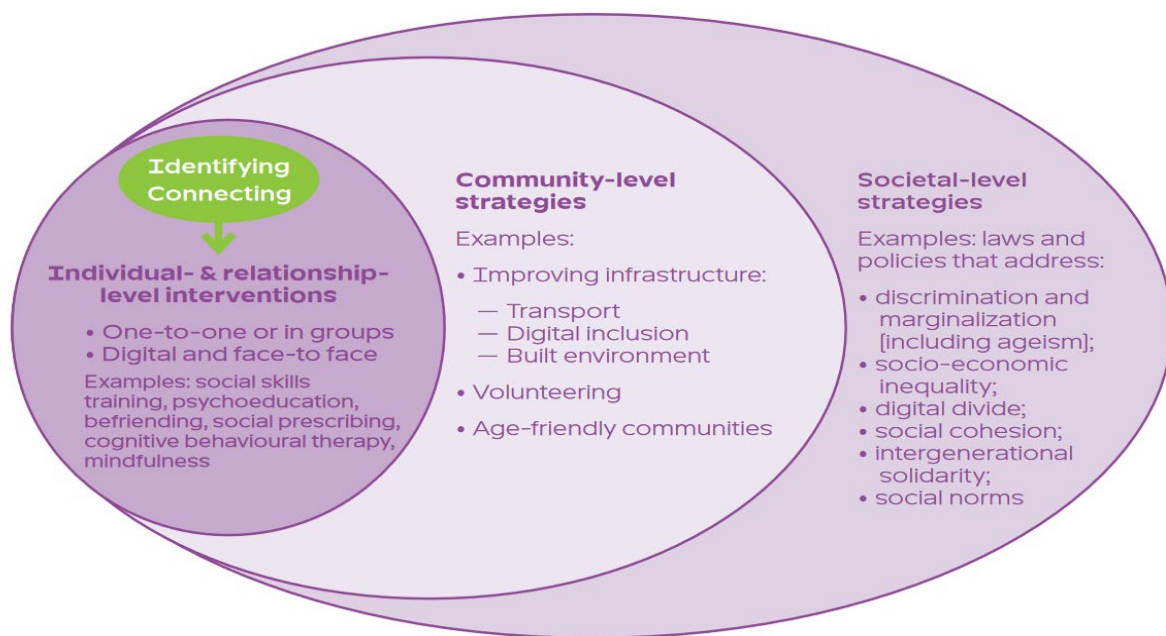 Identifying
Connecting
Individual- & relationship-
level interventions
• One-to-one or in groups
• Digital and face-to face
Examples: social skills
training, psychoeducation,
befriending, social prescribing,
cognitive behavioural therapy,
mindfulness
Community-level
strategies
Examples:
• Improving infrastructure:
— Transport
— Digital inclusion
— Built environment
• Volunteering
• Age-friendly communities
Societal-level
strategies
Examples: laws and
policies that address:
• discrimination and
marginalization
[including ageism];
• socio-economic
inequality;
• digital divide;
• social cohesion;
• intergenerational
solidarity;
• social norms